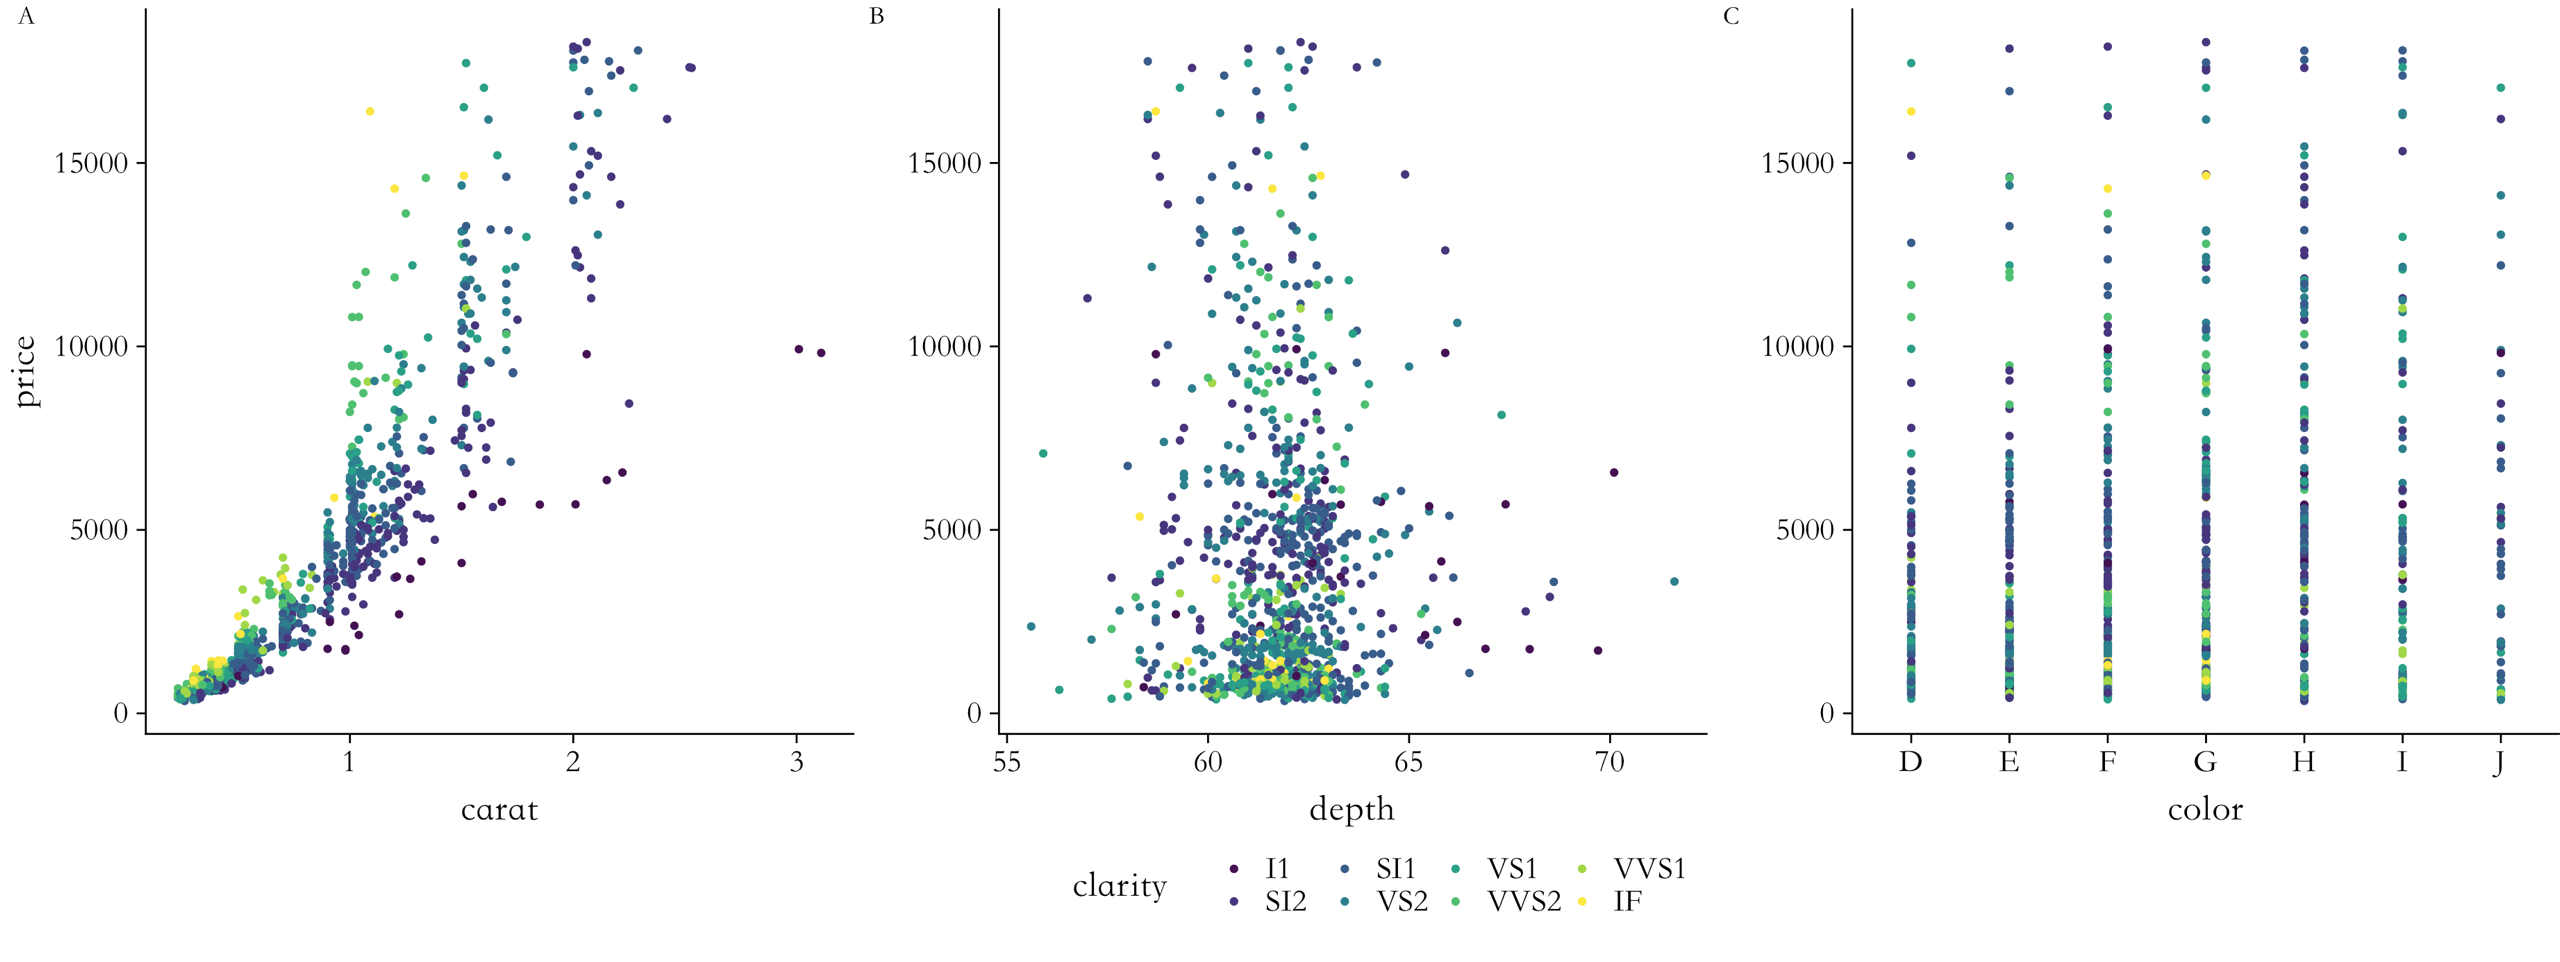 A
B
C
price
15000
10000
5000
0
1 2 3
carat
15000
10000
5000
0
55 60 65 70
depth
15000
10000
5000
0
D E F G H I J
color
clarity
I1 SI1 VS1 VVS1
SI2 VS2 VVS2 IF